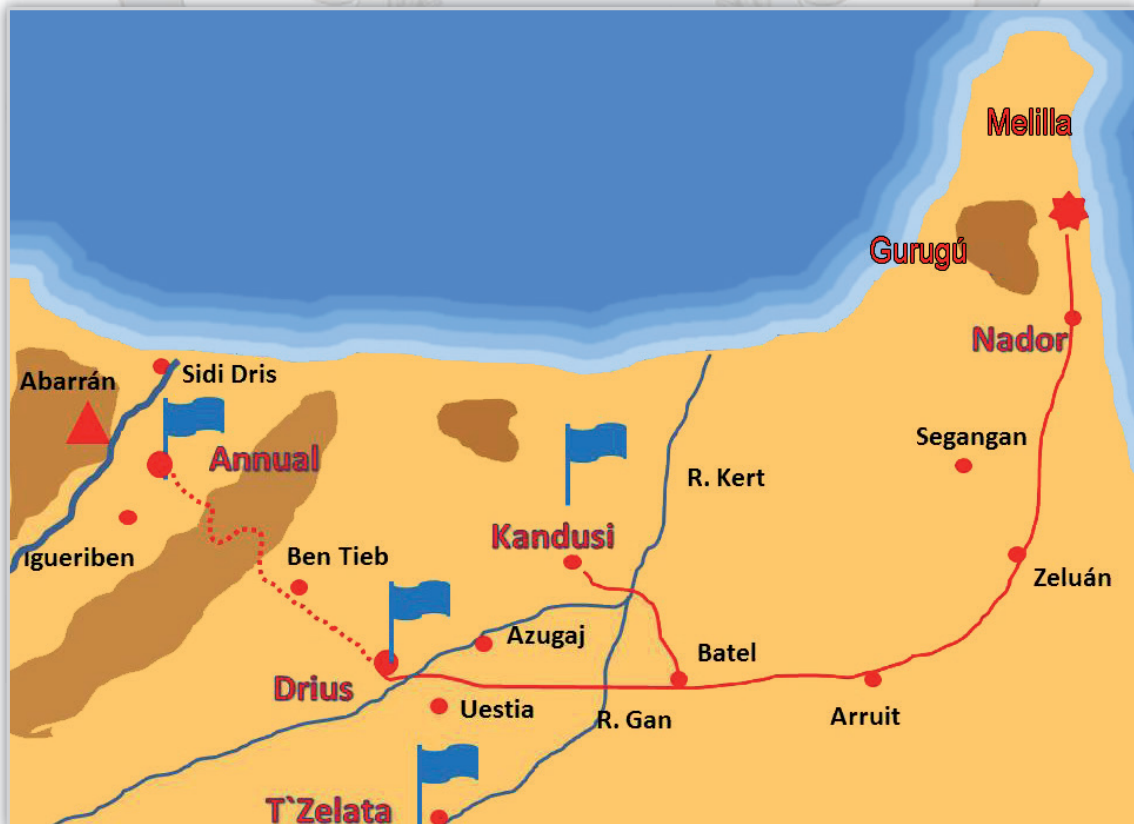 Melilla
Gurugú
Nador
Abarrán
Sidi Dris
Annual
Segangan
R. Kert
Kandusi
Igueriben
Ben Tieb
Zeluán
Azugaj
Batel
Drius
Uestia
R. Gan
Arruit
T`Zelata